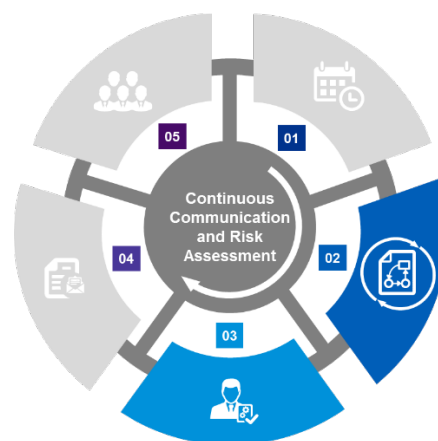 05
01
Continuous
Communication
and Risk
Assessment
04
02
03